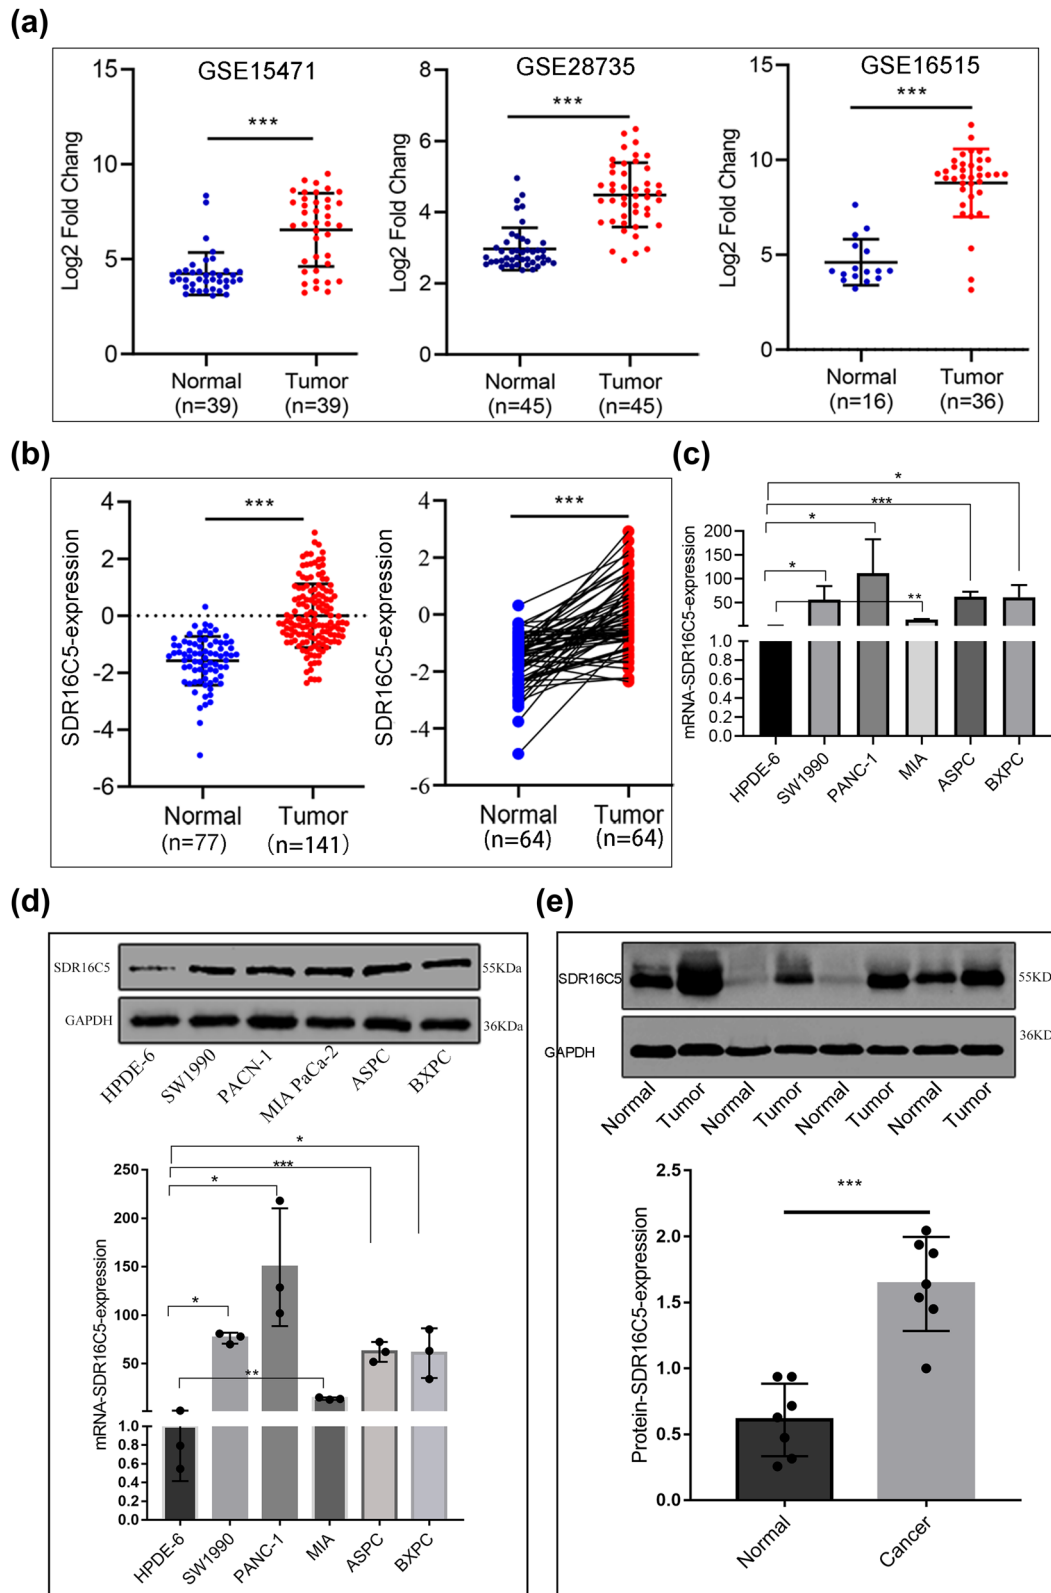 (a)
GSE15471
GSE28735
GSE16515
***
***
***
Log2 Fold Chang
15
10
5
0
Log2 Fold Chang
8
6
4
2
0
Log2 Fold Chang
15
10
5
0
Normal
(n=39)
Tumor
(n=39)
Normal
(n=45)
Tumor
(n=45)
Normal
(n=16)
Tumor
(n=36)
(b)
SDR16C5-expression
4
2
0
-2
-4
-6
***
Normal
(n=77)
Tumor
(n=141)
SDR16C5-expression
4
2
0
-2
-4
-6
***
Normal
(n=64)
Tumor
(n=64)
(c)
mRNA-SDR16C5-expression
200
150
100
50
1.0
0.8
0.6
0.4
0.2
0.0
*
***
*
*
**
HPDE-6
SW1990
PANC-1
MIA
ASPC
BXPC
(d)
SDR16C5
55KDa
GAPDH
36KDa
HPDE-6
SW1990
PACN-1
MIA PaCa-2
ASPC
BXPC
mRNA-SDR16C5-expression
250
200
150
100
50
1.0
0.8
0.6
0.4
0.2
0.0
*
***
*
*
**
HPDE-6
SW1990
PANC-1
MIA
ASPC
BXPC
(e)
SDR16C5
55KD
GAPDH
36KD
Normal
Tumor
Normal
Tumor
Normal
Tumor
Normal
Tumor
Protein-SDR16C5-expression
2.5
2.0
1.5
1.0
0.5
0.0
***
Normal
Cancer